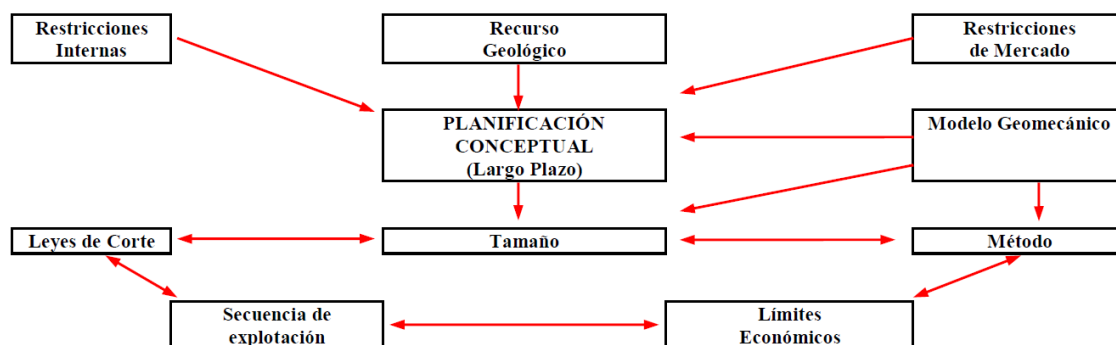 Restricciones
Internas
Recurso
Geológico
Restricciones
de Mercado
PLANIFICACIÓN
CONCEPTUAL
(Largo Plazo)
Modelo Geomecánico
Leyes de Corte
Tamaño
Método
Secuencia de
explotación
Límites
Económicos